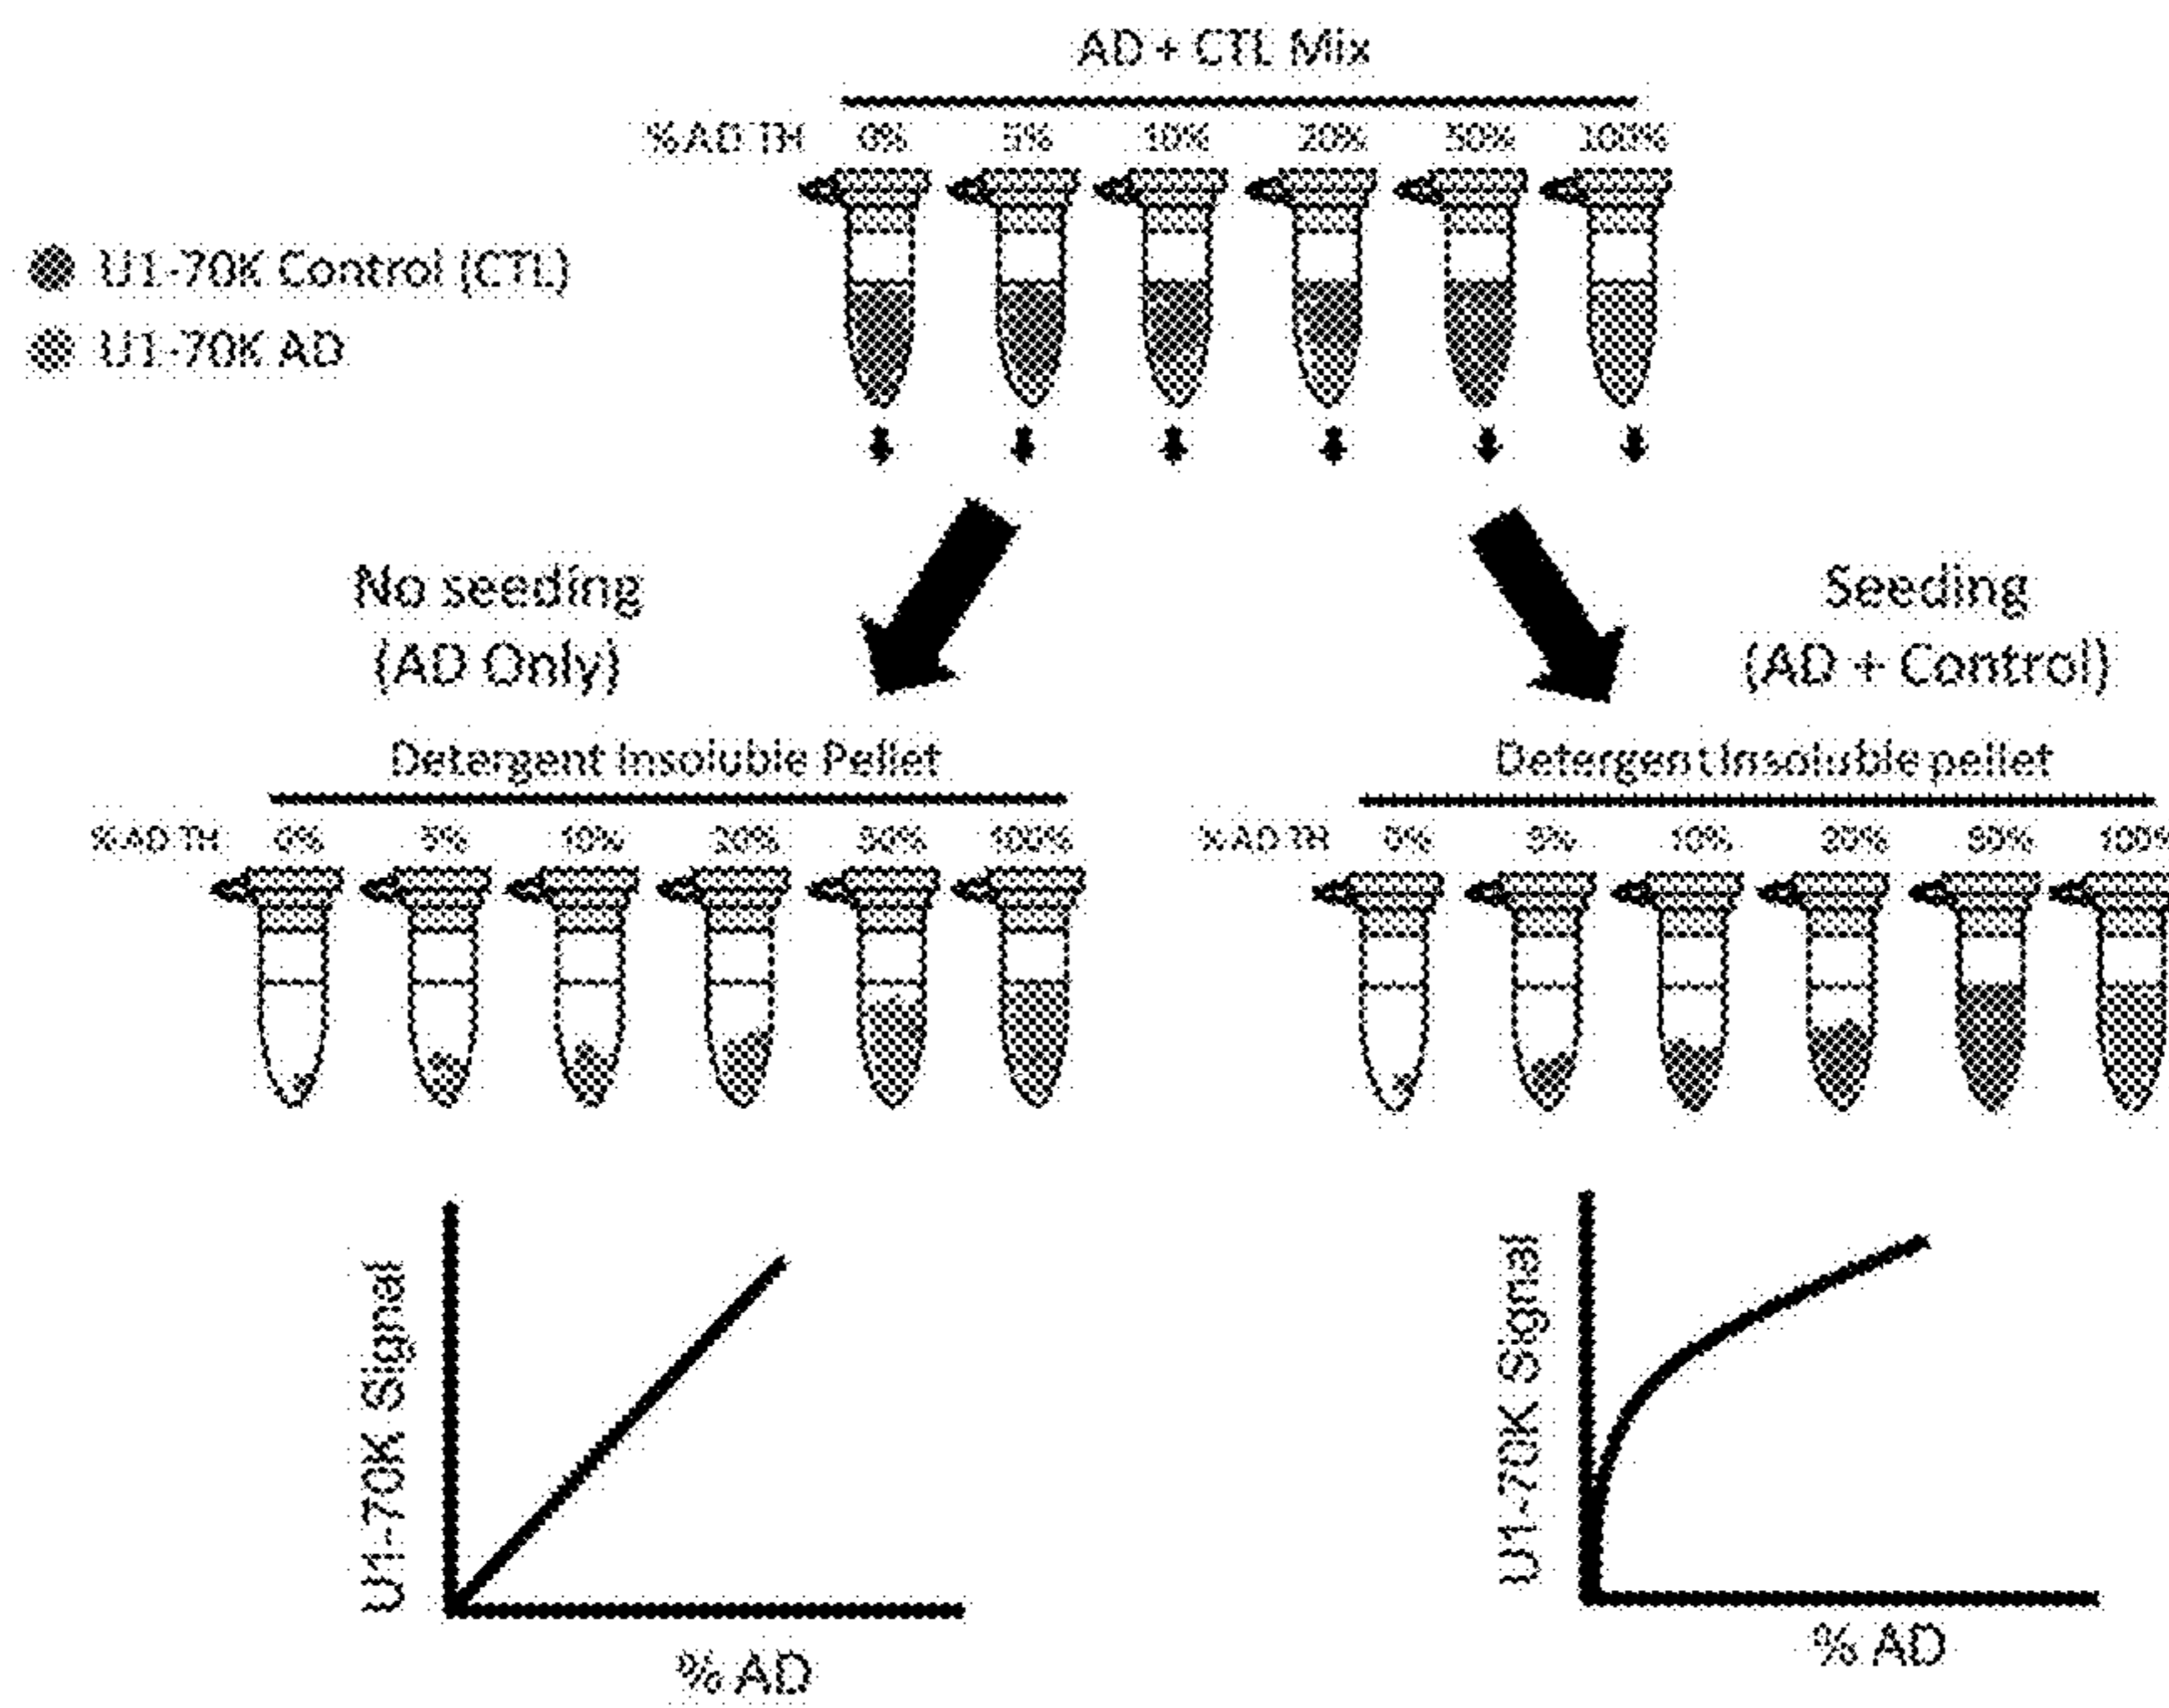 AD + CTL Mix
%AD TH 0% 5% 10% 20% 50% 100%
U1-70K Control (CTL)
U1-70K AD
No seeding
(AD Only)
Seeding
(AD + Control)
Detergent Insoluble Pellet
%AD TH 0% 5% 10% 20% 50% 100%
Detergent Insoluble pellet
%AD TH 0% 5% 10% 20% 50% 100%
U1-70K Signal
% AD
U1-70K Signal
% AD